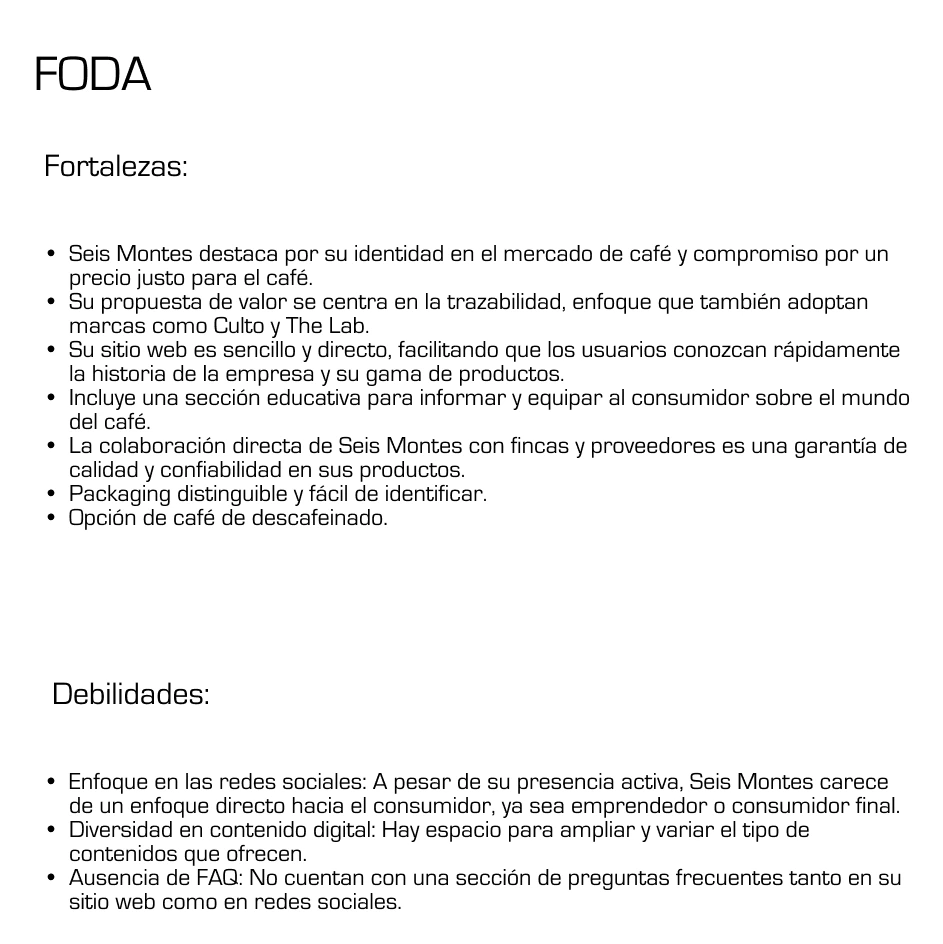 FODA
Fortalezas:
• Seis Montes destaca por su identidad en el mercado de café y compromiso por un
precio justo para el café.
• Su propuesta de valor se centra en la trazabilidad, enfoque que también adoptan
marcas como Culto y The Lab.
• Su sitio web es sencillo y directo, facilitando que los usuarios conozcan rápidamente
la historia de la empresa y su gama de productos.
• Incluye una sección educativa para informar y equipar al consumidor sobre el mundo
del café.
• La colaboración directa de Seis Montes con fincas y proveedores es una garantía de
calidad y confiabilidad en sus productos.
• Packaging distinguible y fácil de identificar.
• Opción de café de descafeinado.
Debilidades:
• Enfoque en las redes sociales: A pesar de su presencia activa, Seis Montes carece
de un enfoque directo hacia el consumidor, ya sea emprendedor o consumidor final.
• Diversidad en contenido digital: Hay espacio para ampliar y variar el tipo de
contenidos que ofrecen.
• Ausencia de FAQ: No cuentan con una sección de preguntas frecuentes tanto en su
sitio web como en redes sociales.